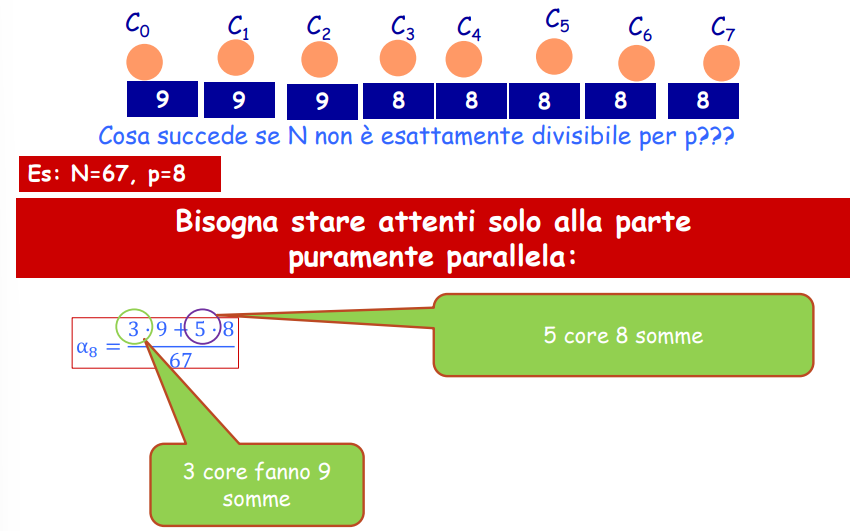 C0 C1 C2 C3 C4 C5 C6 C7
9 9 9 8 8 8 8 8
Cosa succede se N non è esattamente divisibile per p???
Es: N=67, p=8
Bisogna stare attenti solo alla parte
puramente parallela:
α8 = (3 · 9 + 5 · 8) / 67
5 core 8 somme
3 core fanno 9
somme